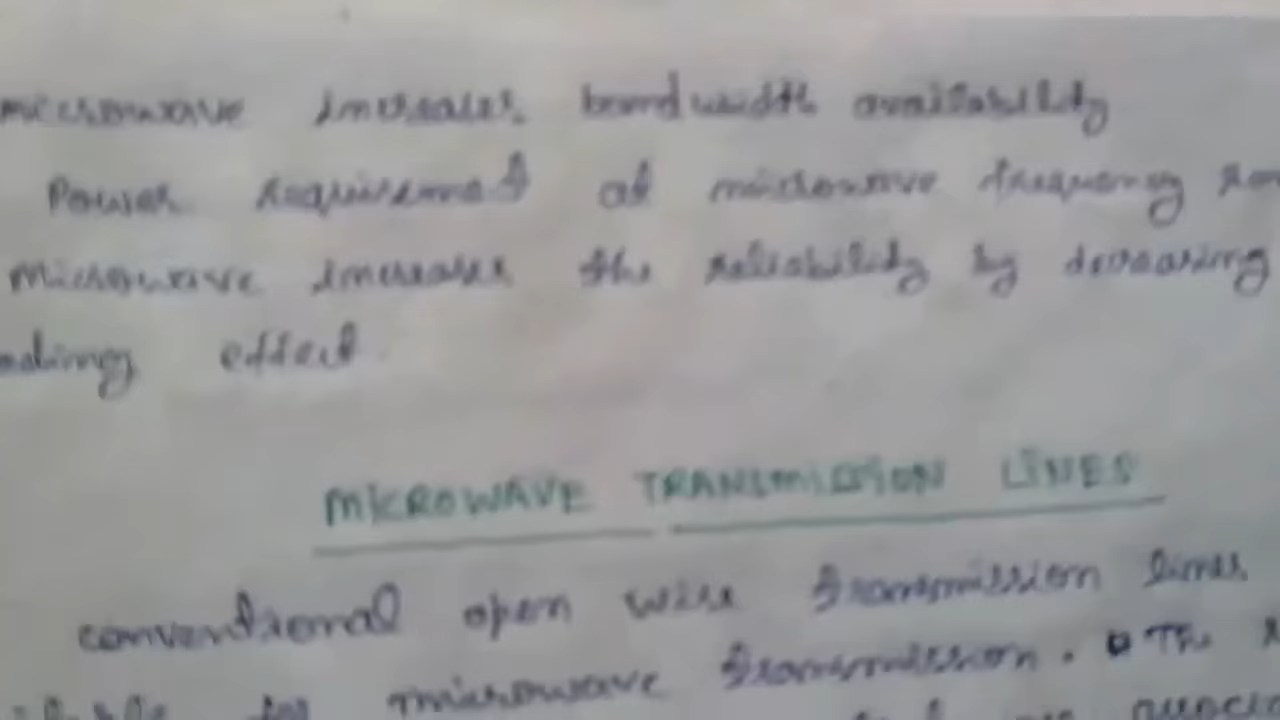 microwave increases bandwidth availability
Power requirement at microwave frequency
Microwave increases the reliability by decreasing
effect
MICROWAVE TRANSMISSION LINES
conventional open wire transmission lines
for microwave transmission. The